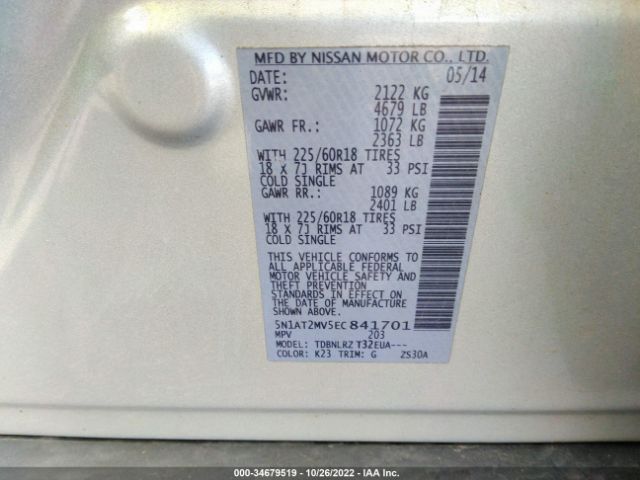 MFD BY NISSAN MOTOR CO., LTD.
DATE: 05/14
GVWR: 2122 KG
4679 LB
GAWR FR.: 1072 KG
2363 LB
WITH 225/60R18 TIRES
18 X 7J RIMS AT 33 PSI
COLD SINGLE
GAWR RR.: 1089 KG
2401 LB
WITH 225/60R18 TIRES
18 X 7J RIMS AT 33 PSI
COLD SINGLE
THIS VEHICLE CONFORMS TO
ALL APPLICABLE FEDERAL
MOTOR VEHICLE SAFETY AND
THEFT PREVENTION
STANDARDS IN EFFECT ON
THE DATE OF MANUFACTURE
SHOWN ABOVE.
5N1AT2MV5EC841701
MPV 203
MODEL: TDBNLRZ T32EUA---
COLOR: K23 TRIM: G ZS30A
000-34679519 - 10/26/2022 - IAA Inc.